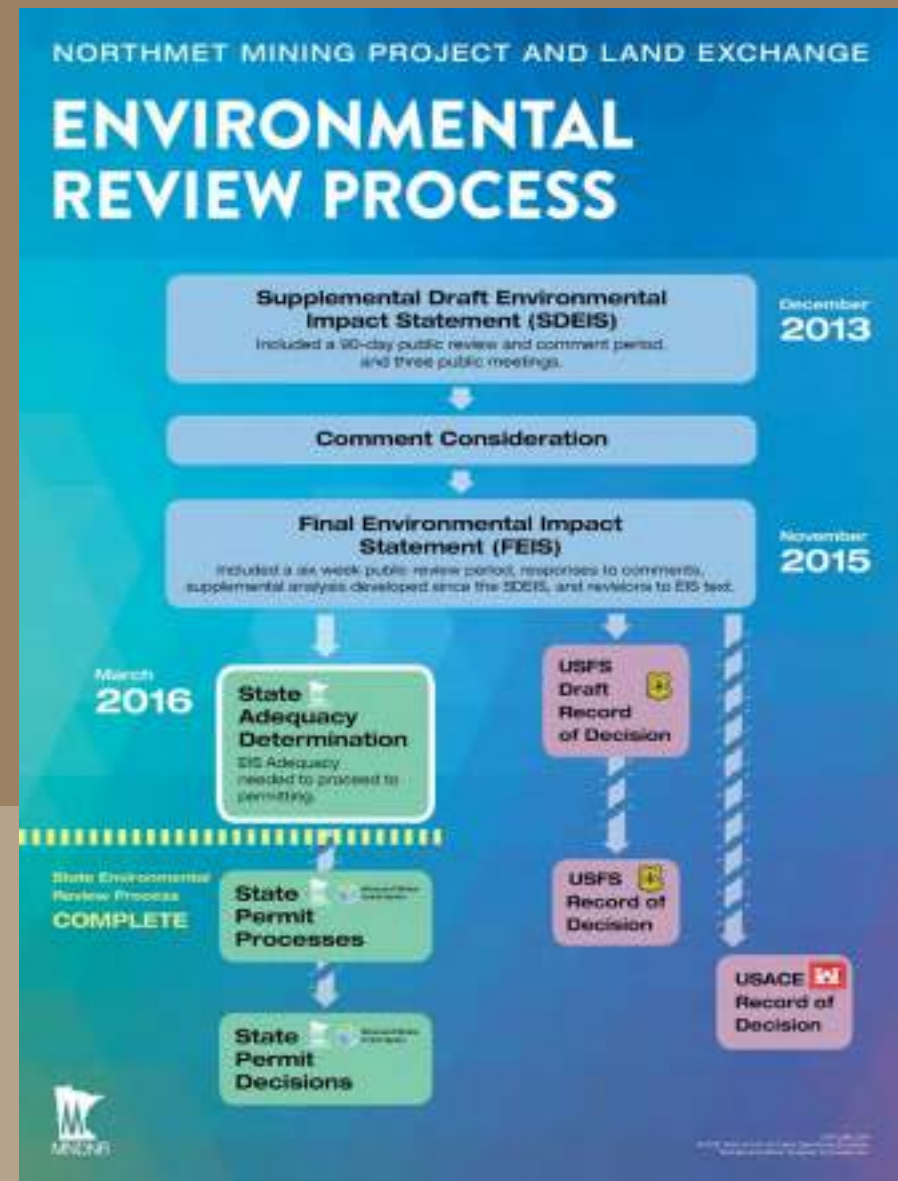 NORTHMET MINING PROJECT AND LAND EXCHANGE
ENVIRONMENTAL
REVIEW PROCESS
Supplemental Draft Environmental
Impact Statement (SDEIS)
Included a 90-day public review and comment period,
and three public meetings.
December
2013
Comment Consideration
Final Environmental Impact
Statement (FEIS)
Included a six week public review period, responses to comments,
supplemental analysis developed since the SDEIS, and revisions to EIS text.
November
2015
March
2016
State
Adequacy
Determination
EIS Adequacy
needed to proceed to
permitting.
USFS
Draft
Record
of Decision
State Environmental
Review Process
COMPLETE
State
Permit
Processes
USFS
Record of
Decision
USACE
Record of
Decision
State
Permit
Decisions
MNDNR